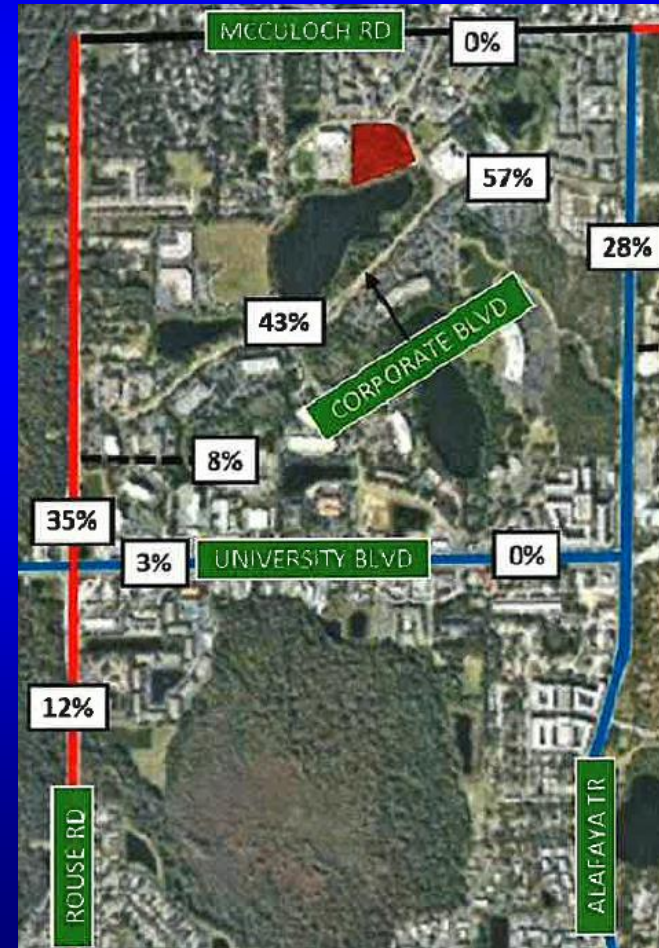 MCCULOCH RD
0%
57%
28%
43%
CORPORATE BLVD
8%
35%
3%
UNIVERSITY BLVD
0%
12%
ROUSE RD
ALAFAYA TR